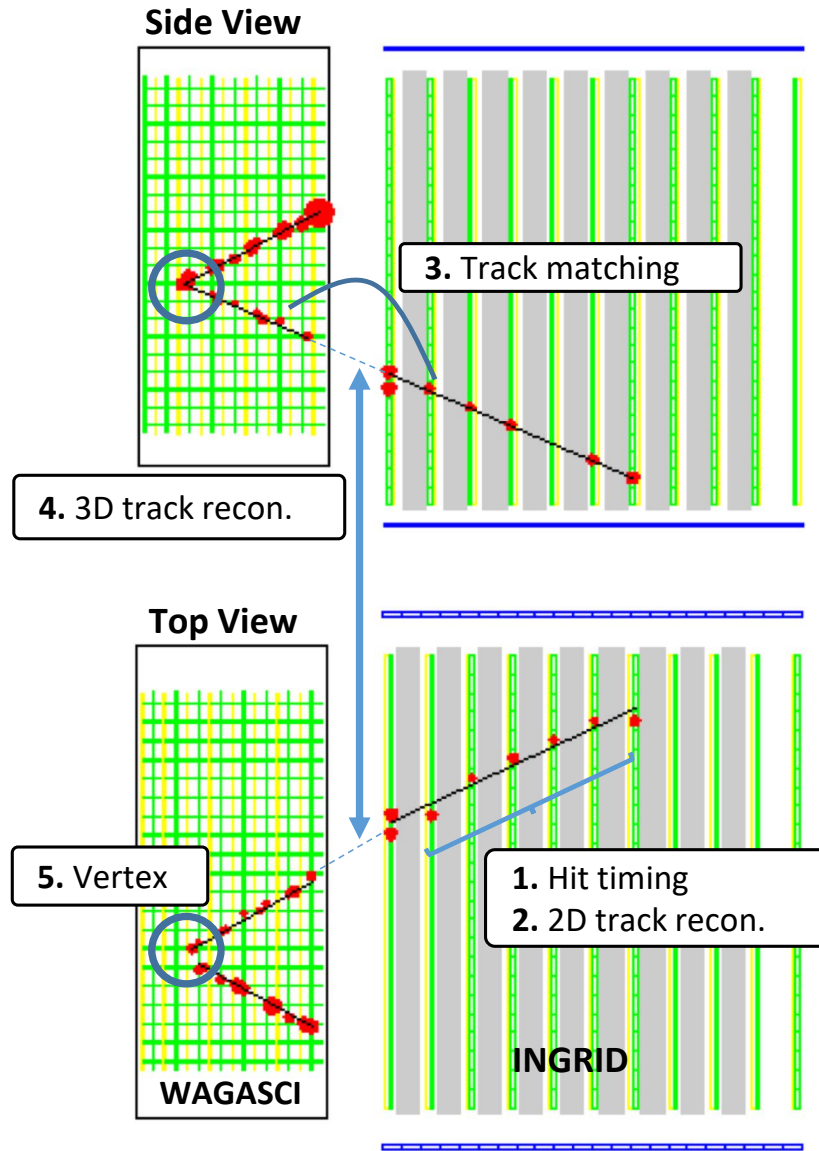 Side View
3. Track matching
4. 3D track recon.
Top View
5. Vertex
1. Hit timing
2. 2D track recon.
INGRID
WAGASCI